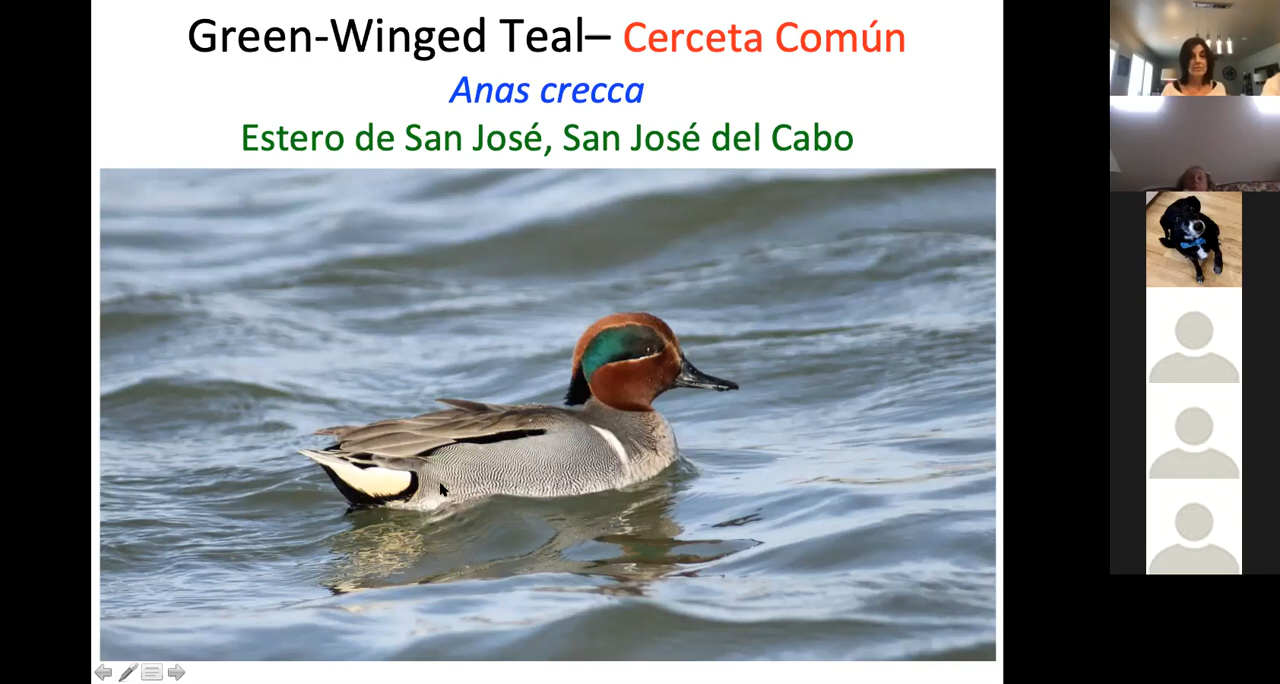 Green-Winged Teal– Cerceta Común
Anas crecca
Estero de San José, San José del Cabo